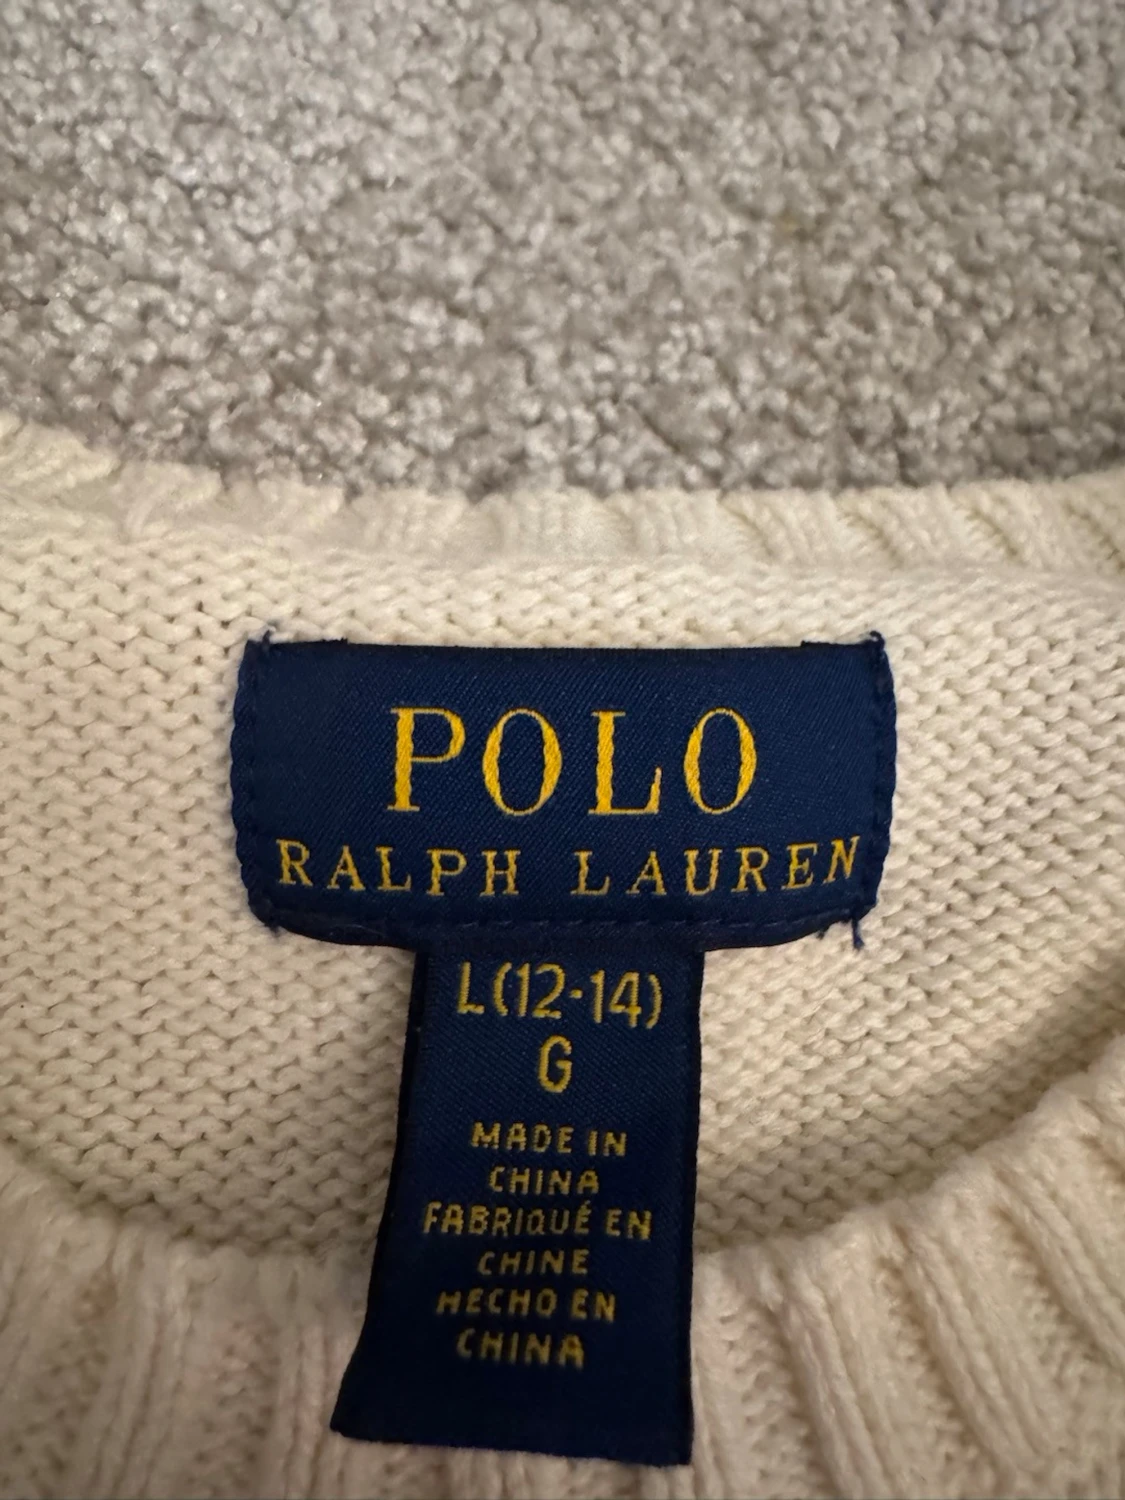 POLO
RALPH LAUREN
L(12-14)
G
MADE IN
CHINA
FABRIQUÉ EN
CHINE
HECHO EN
CHINA